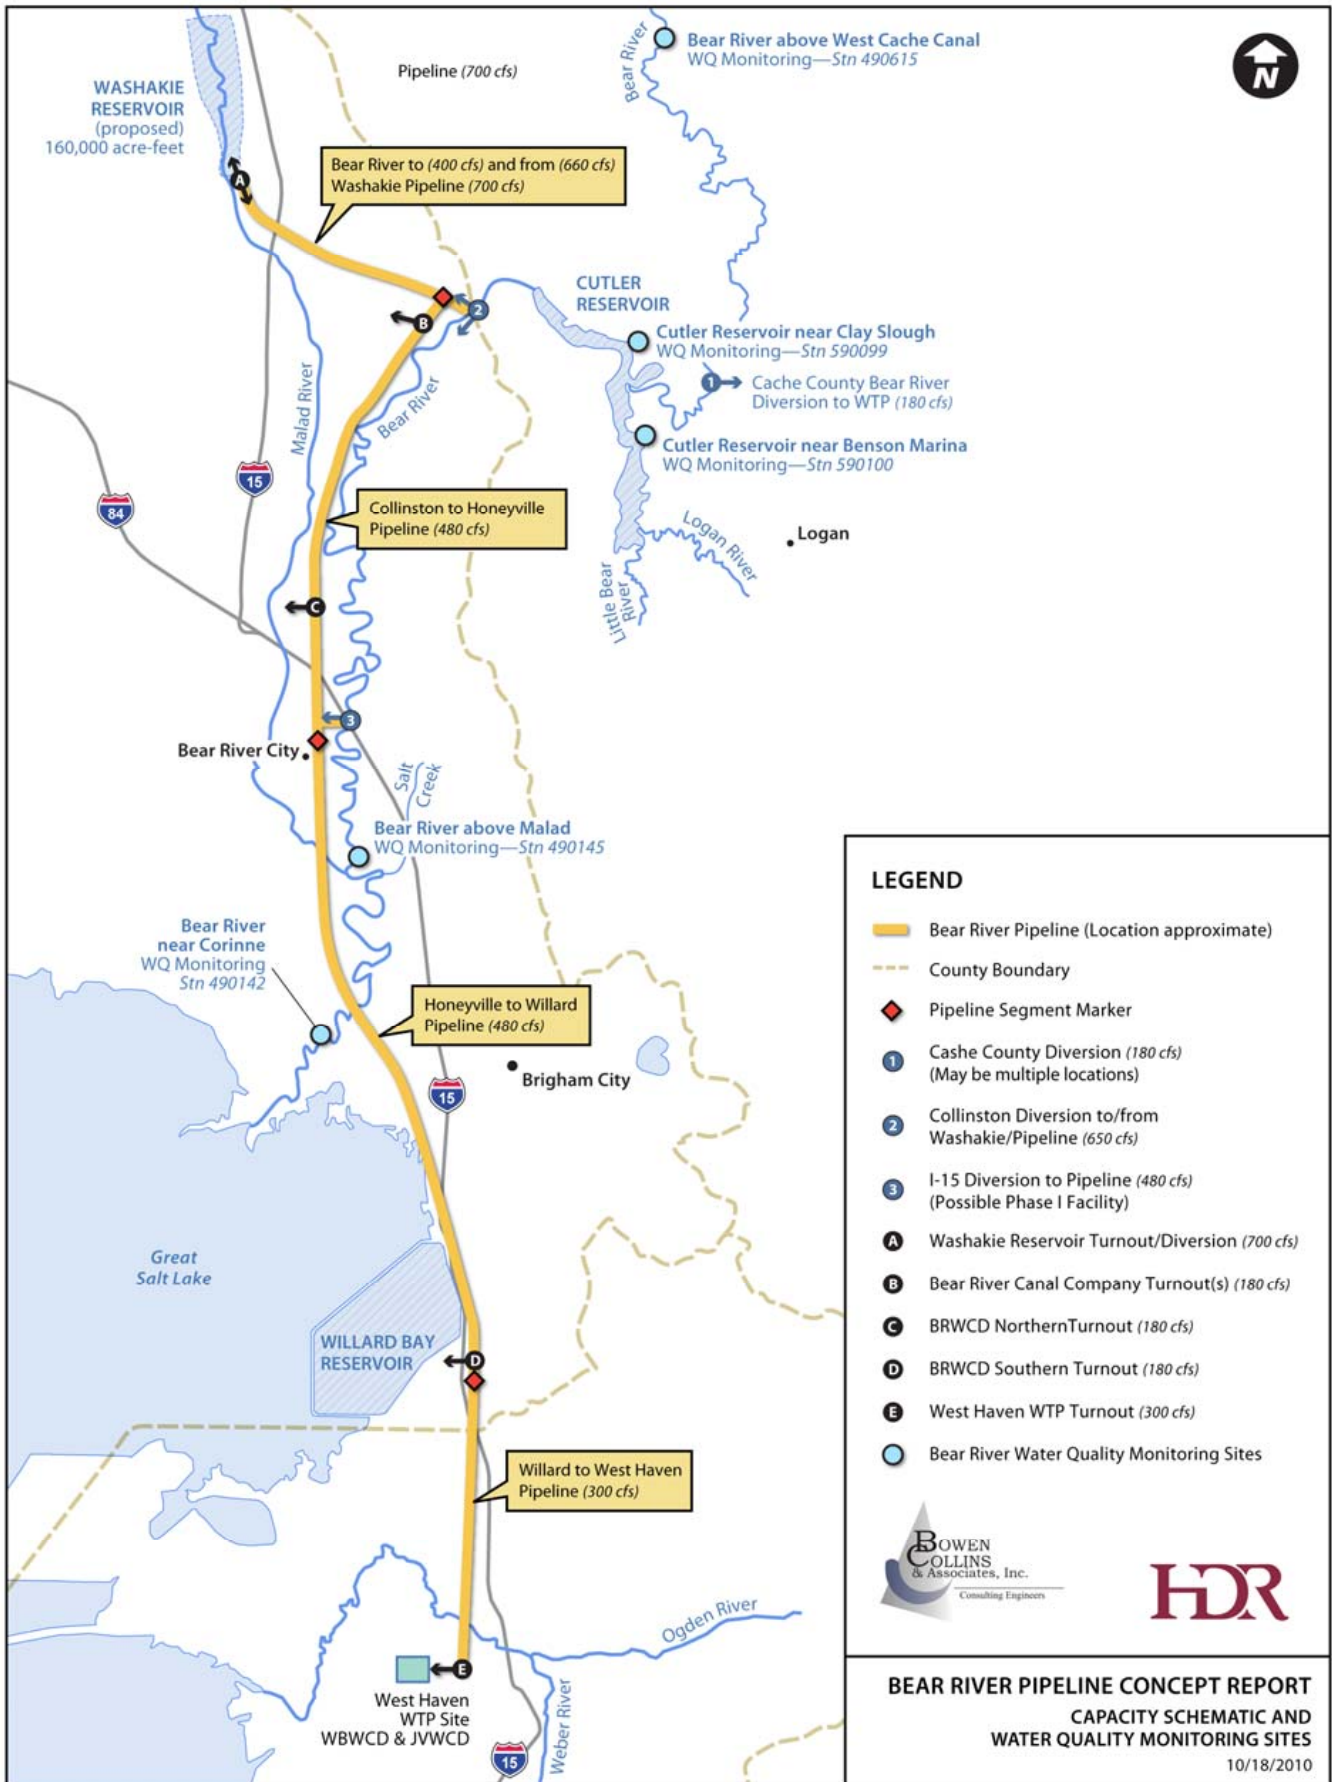 Pipeline (700 cfs)
Bear River
Bear River above West Cache Canal
WQ Monitoring—Stn 490615
N
WASHAKIE
RESERVOIR
(proposed)
160,000 acre-feet
A
Bear River to (400 cfs) and from (660 cfs)
Washakie Pipeline (700 cfs)
CUTLER
RESERVOIR
2
B
Cutler Reservoir near Clay Slough
WQ Monitoring—Stn 590099
1
Cache County Bear River
Diversion to WTP (180 cfs)
Malad River
Bear River
Cutler Reservoir near Benson Marina
WQ Monitoring—Stn 590100
15
84
Collinston to Honeyville
Pipeline (480 cfs)
Logan River
Logan
Little Bear
River
C
3
Bear River City
Salt
Creek
Bear River above Malad
WQ Monitoring—Stn 490145
Bear River
near Corinne
WQ Monitoring
Stn 490142
Honeyville to Willard
Pipeline (480 cfs)
Brigham City
15
Great
Salt Lake
WILLARD BAY
RESERVOIR
D
Willard to West Haven
Pipeline (300 cfs)
Ogden River
E
West Haven
WTP Site
WBWCD & JVWCD
Weber River
15
LEGEND
Bear River Pipeline (Location approximate)
County Boundary
Pipeline Segment Marker
1 Cashe County Diversion (180 cfs)
(May be multiple locations)
2 Collinston Diversion to/from
Washakie/Pipeline (650 cfs)
3 I-15 Diversion to Pipeline (480 cfs)
(Possible Phase I Facility)
A Washakie Reservoir Turnout/Diversion (700 cfs)
B Bear River Canal Company Turnout(s) (180 cfs)
C BRWCD NorthernTurnout (180 cfs)
D BRWCD Southern Turnout (180 cfs)
E West Haven WTP Turnout (300 cfs)
Bear River Water Quality Monitoring Sites
BOWEN
COLLINS
& Associates, Inc.
Consulting Engineers
HDR
BEAR RIVER PIPELINE CONCEPT REPORT
CAPACITY SCHEMATIC AND
WATER QUALITY MONITORING SITES
10/18/2010